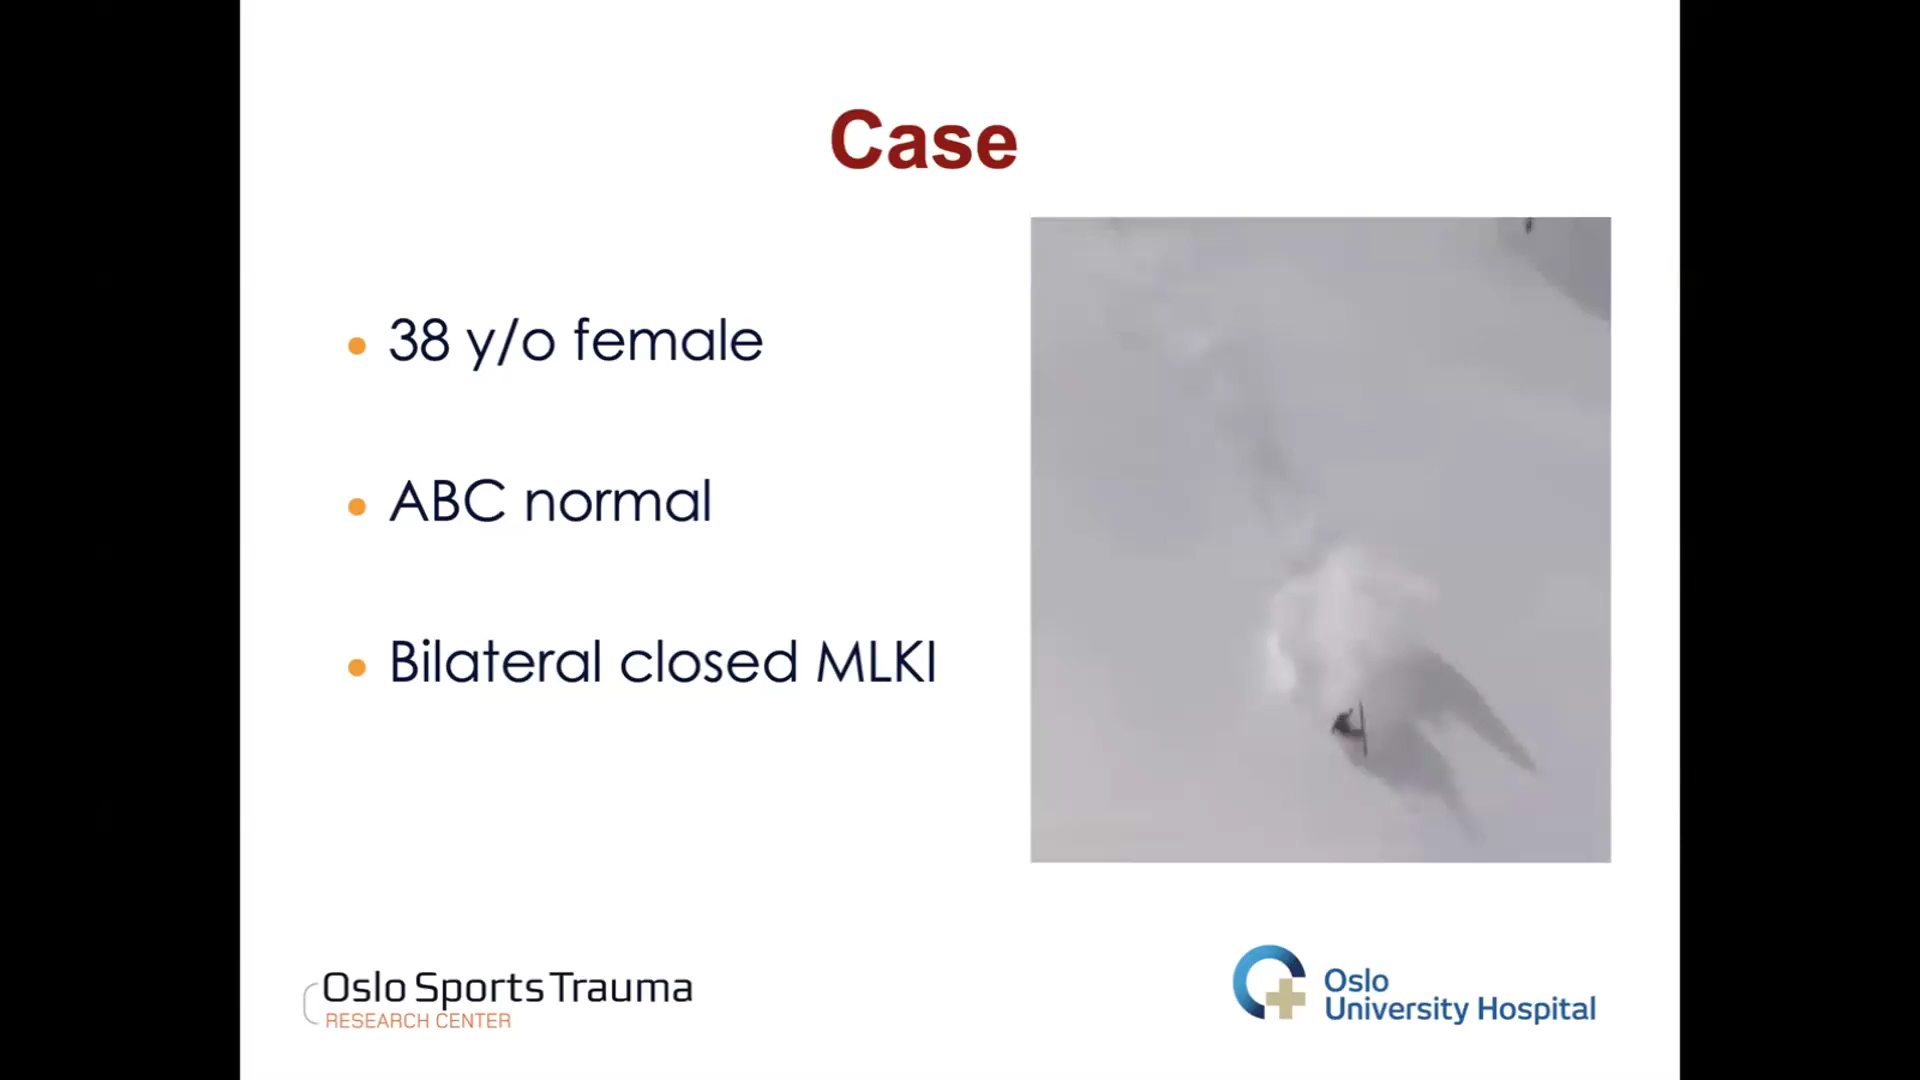 Case
38 y/o female
ABC normal
Bilateral closed MLKI
Oslo Sports Trauma
RESEARCH CENTER
Oslo
University Hospital